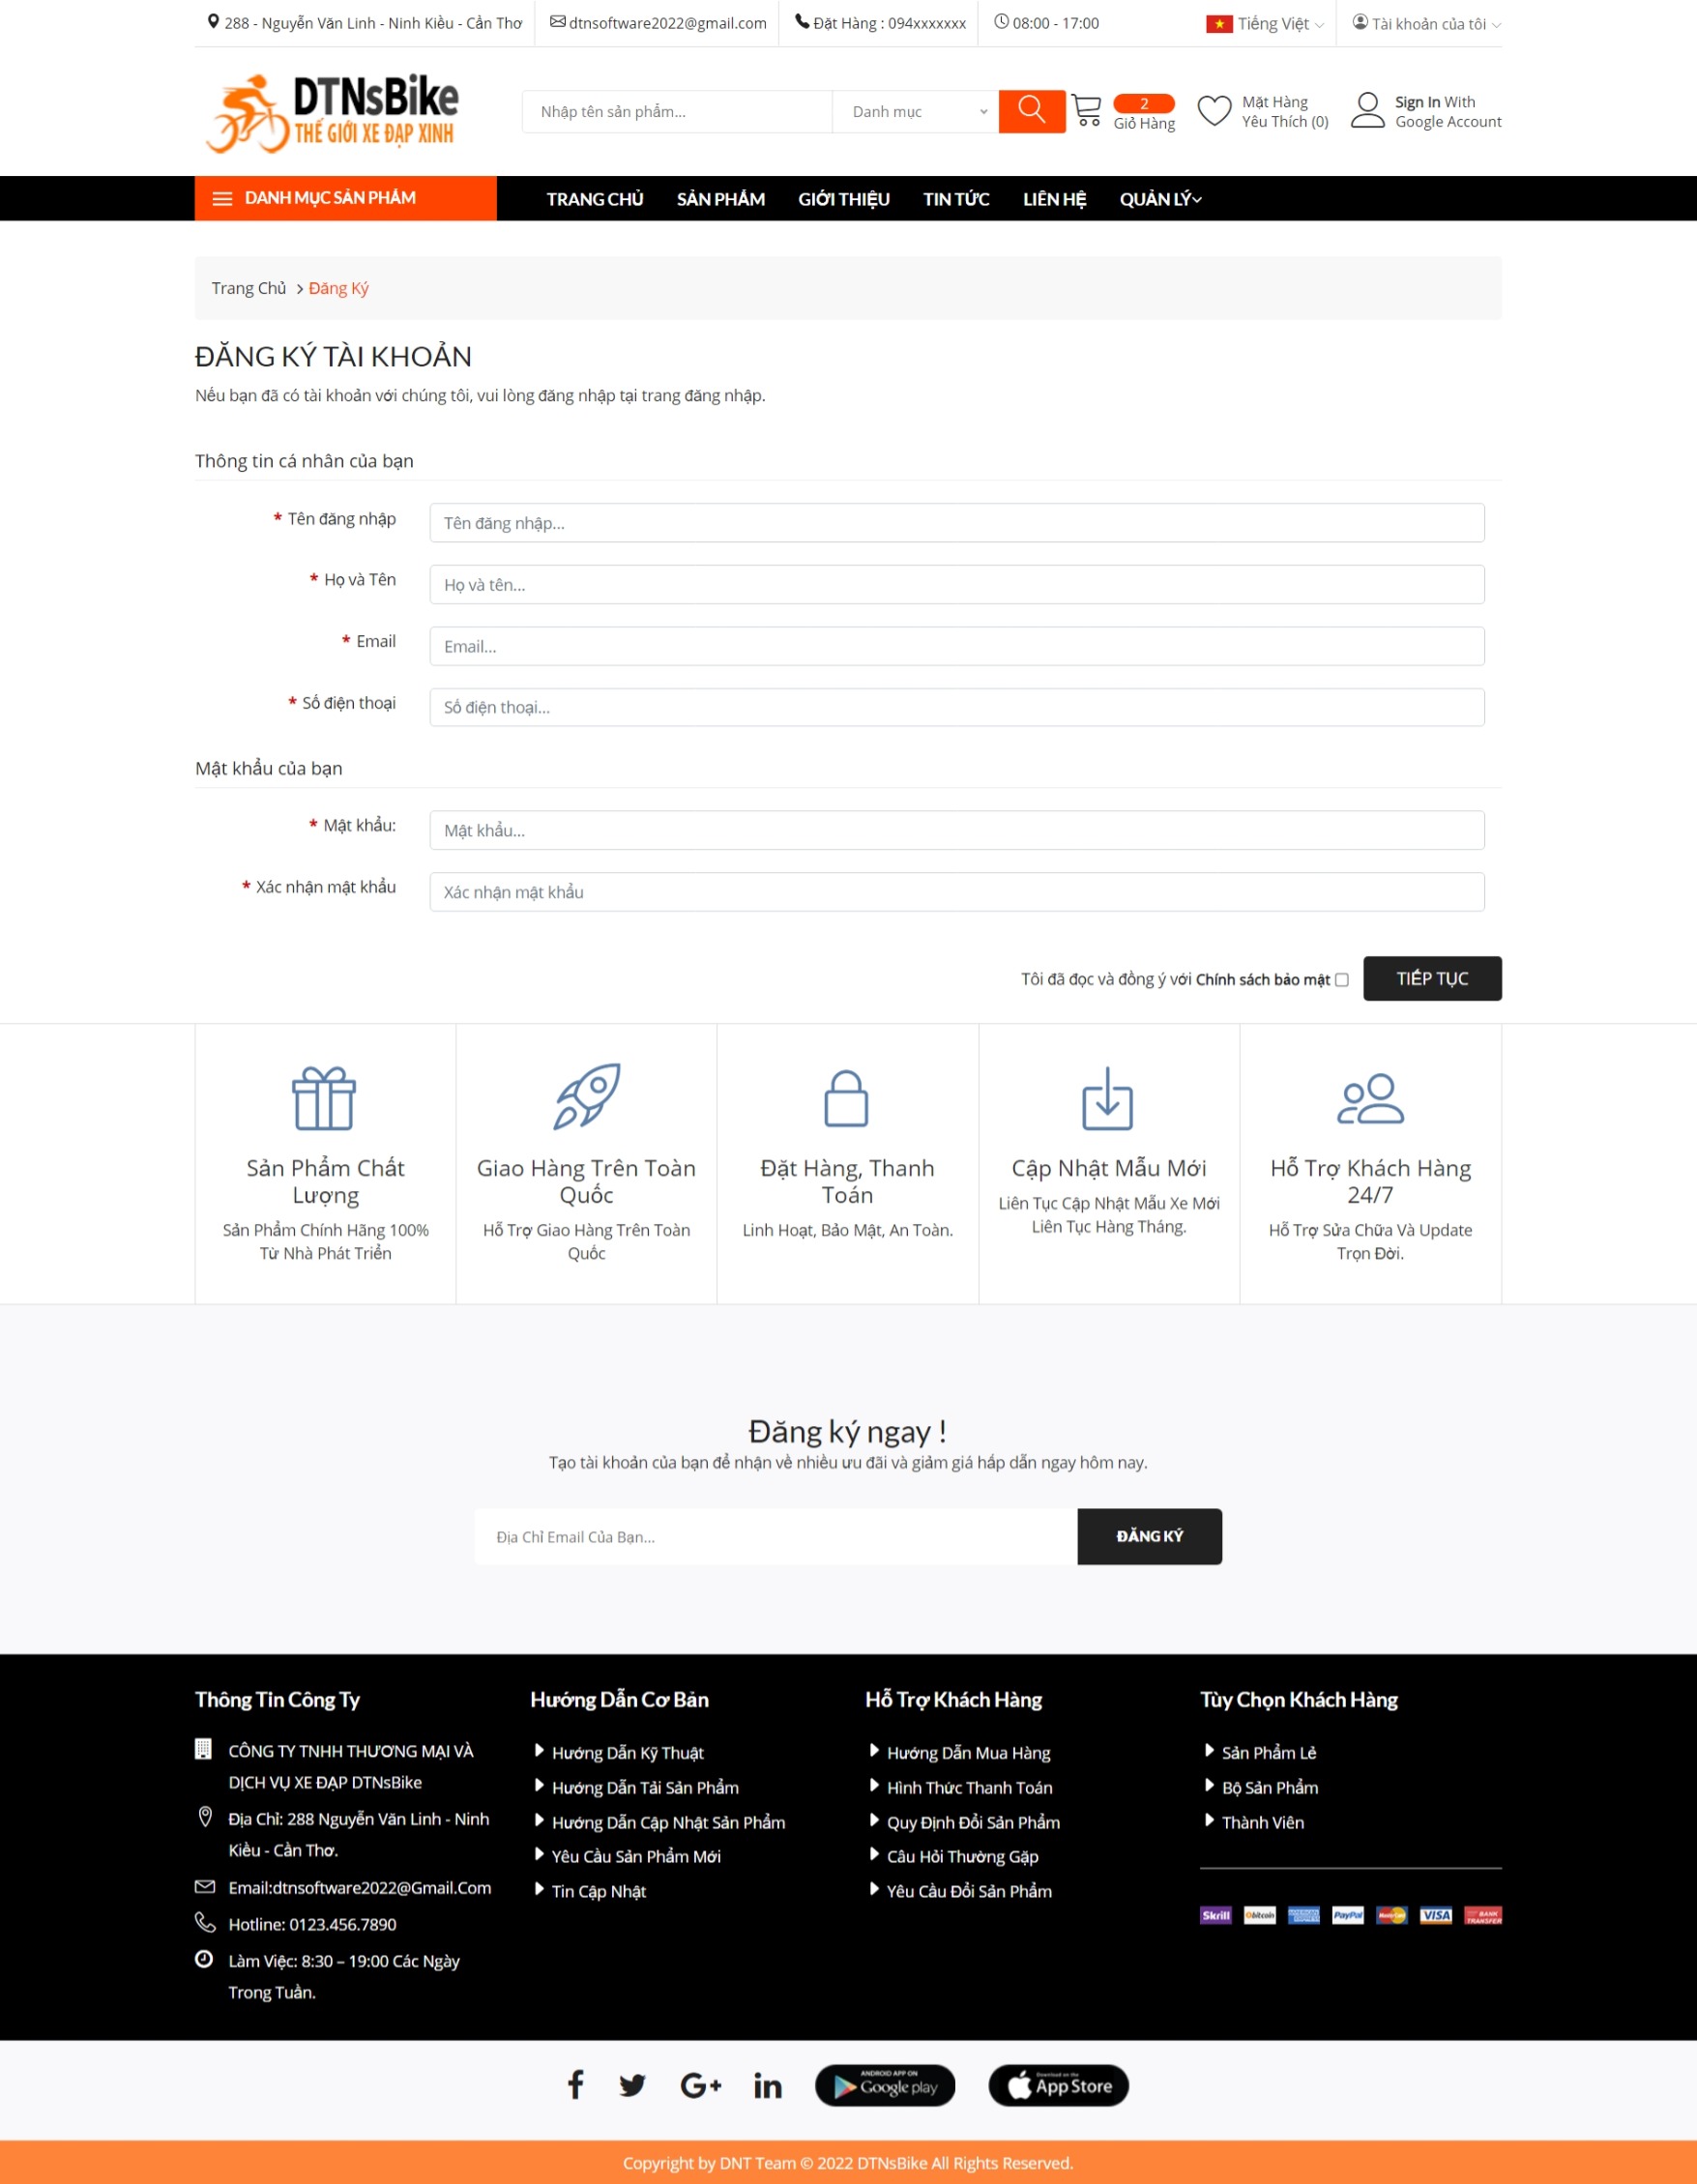 288 - Nguyễn Văn Linh - Ninh Kiều - Cần Thơ
dtnsoftware2022@gmail.com
Đặt Hàng : 094xxxxxxx
08:00 - 17:00
Tiếng Việt
Tài khoản của tôi
DTNsBike
THẾ GIỚI XE ĐẠP XINH
Nhập tên sản phẩm...
Danh mục
2
Giỏ Hàng
Mặt Hàng
Yêu Thích (0)
Sign In With
Google Account
DANH MỤC SẢN PHẨM
TRANG CHỦ
SẢN PHẨM
GIỚI THIỆU
TIN TỨC
LIÊN HỆ
QUẢN LÝ
Trang Chủ > Đăng Ký
ĐĂNG KÝ TÀI KHOẢN
Nếu bạn đã có tài khoản với chúng tôi, vui lòng đăng nhập tại trang đăng nhập.
Thông tin cá nhân của bạn
* Tên đăng nhập
Tên đăng nhập...
* Họ và Tên
Họ và tên...
* Email
Email...
* Số điện thoại
Số điện thoại...
Mật khẩu của bạn
* Mật khẩu:
Mật khẩu...
* Xác nhận mật khẩu
Xác nhận mật khẩu
Tôi đã đọc và đồng ý với Chính sách bảo mật
TIẾP TỤC
Sản Phẩm Chất
Lượng
Sản Phẩm Chính Hãng 100%
Từ Nhà Phát Triển
Giao Hàng Trên Toàn
Quốc
Hỗ Trợ Giao Hàng Trên Toàn
Quốc
Đặt Hàng, Thanh
Toán
Linh Hoạt, Bảo Mật, An Toàn.
Cập Nhật Mẫu Mới
Liên Tục Cập Nhật Mẫu Xe Mới
Liên Tục Hàng Tháng.
Hỗ Trợ Khách Hàng
24/7
Hỗ Trợ Sửa Chữa Và Update
Trọn Đời.
Đăng ký ngay !
Tạo tài khoản của bạn để nhận về nhiều ưu đãi và giảm giá hấp dẫn ngay hôm nay.
Địa Chỉ Email Của Bạn...
ĐĂNG KÝ
Thông Tin Công Ty
CÔNG TY TNHH THƯƠNG MẠI VÀ
DỊCH VỤ XE ĐẠP DTNsBike
Địa Chỉ: 288 Nguyễn Văn Linh - Ninh
Kiều - Cần Thơ.
Email:dtnsoftware2022@Gmail.Com
Hotline: 0123.456.7890
Làm Việc: 8:30 – 19:00 Các Ngày
Trong Tuần.
Hướng Dẫn Cơ Bản
Hướng Dẫn Kỹ Thuật
Hướng Dẫn Tải Sản Phẩm
Hướng Dẫn Cập Nhật Sản Phẩm
Yêu Cầu Sản Phẩm Mới
Tin Cập Nhật
Hỗ Trợ Khách Hàng
Hướng Dẫn Mua Hàng
Hình Thức Thanh Toán
Quy Định Đổi Sản Phẩm
Câu Hỏi Thường Gặp
Yêu Cầu Đổi Sản Phẩm
Tùy Chọn Khách Hàng
Sản Phẩm Lẻ
Bộ Sản Phẩm
Thành Viên
Skrill
bitcoin
AMERICAN EXPRESS
PayPal
MasterCard
VISA
BANK TRANSFER
ANDROID APP ON
Google play
Download on the
App Store
Copyright by DNT Team © 2022 DTNsBike All Rights Reserved.